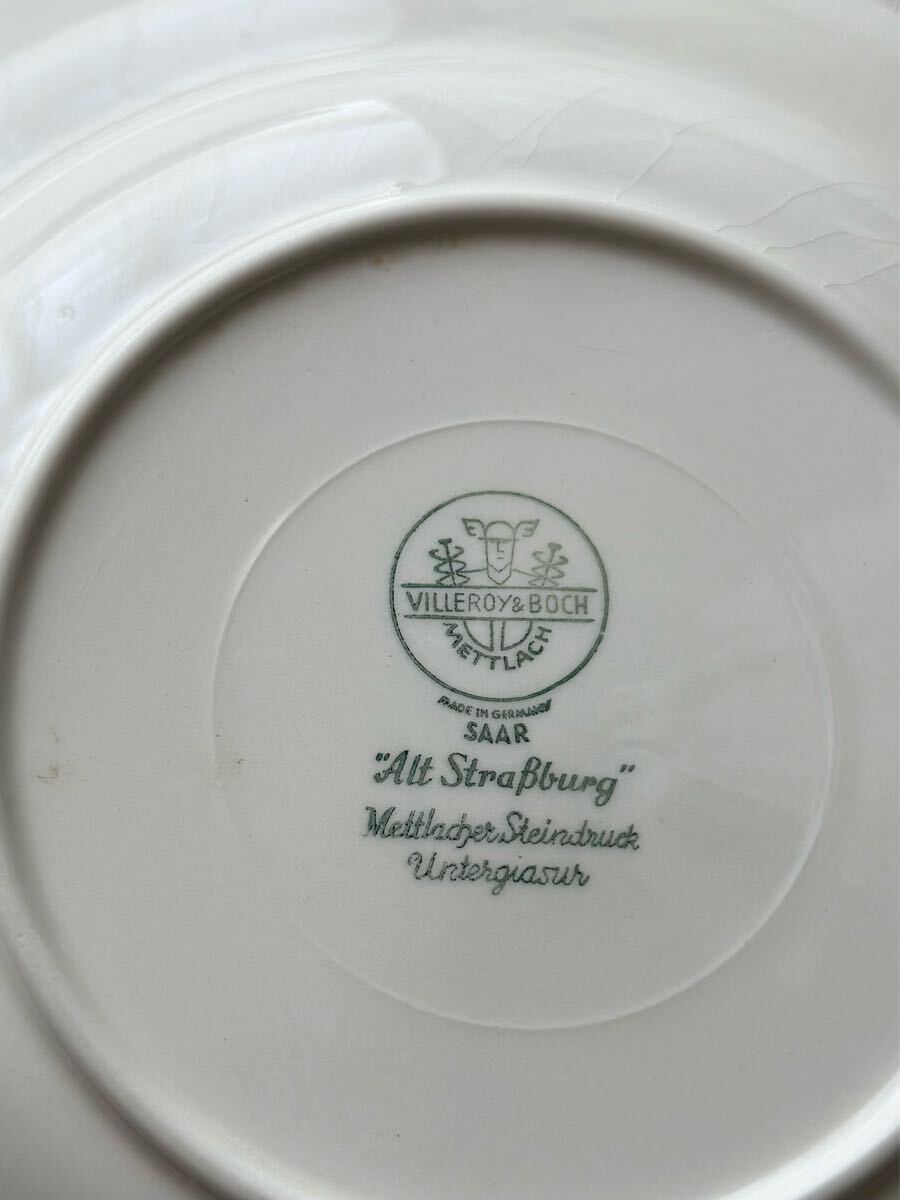 VILLEROY & BOCH
METTLACH
MADE IN GERMANY
SAAR
"Alt Straßburg"
Mettlacher Steindruck
Unterglasur